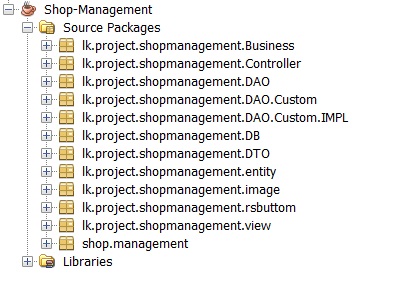 Shop-Management
Source Packages
lk.project.shopmanagement.Business
lk.project.shopmanagement.Controller
lk.project.shopmanagement.DAO
lk.project.shopmanagement.DAO.Custom
lk.project.shopmanagement.DAO.Custom.IMPL
lk.project.shopmanagement.DB
lk.project.shopmanagement.DTO
lk.project.shopmanagement.entity
lk.project.shopmanagement.image
lk.project.shopmanagement.rsbuttom
lk.project.shopmanagement.view
shop.management
Libraries